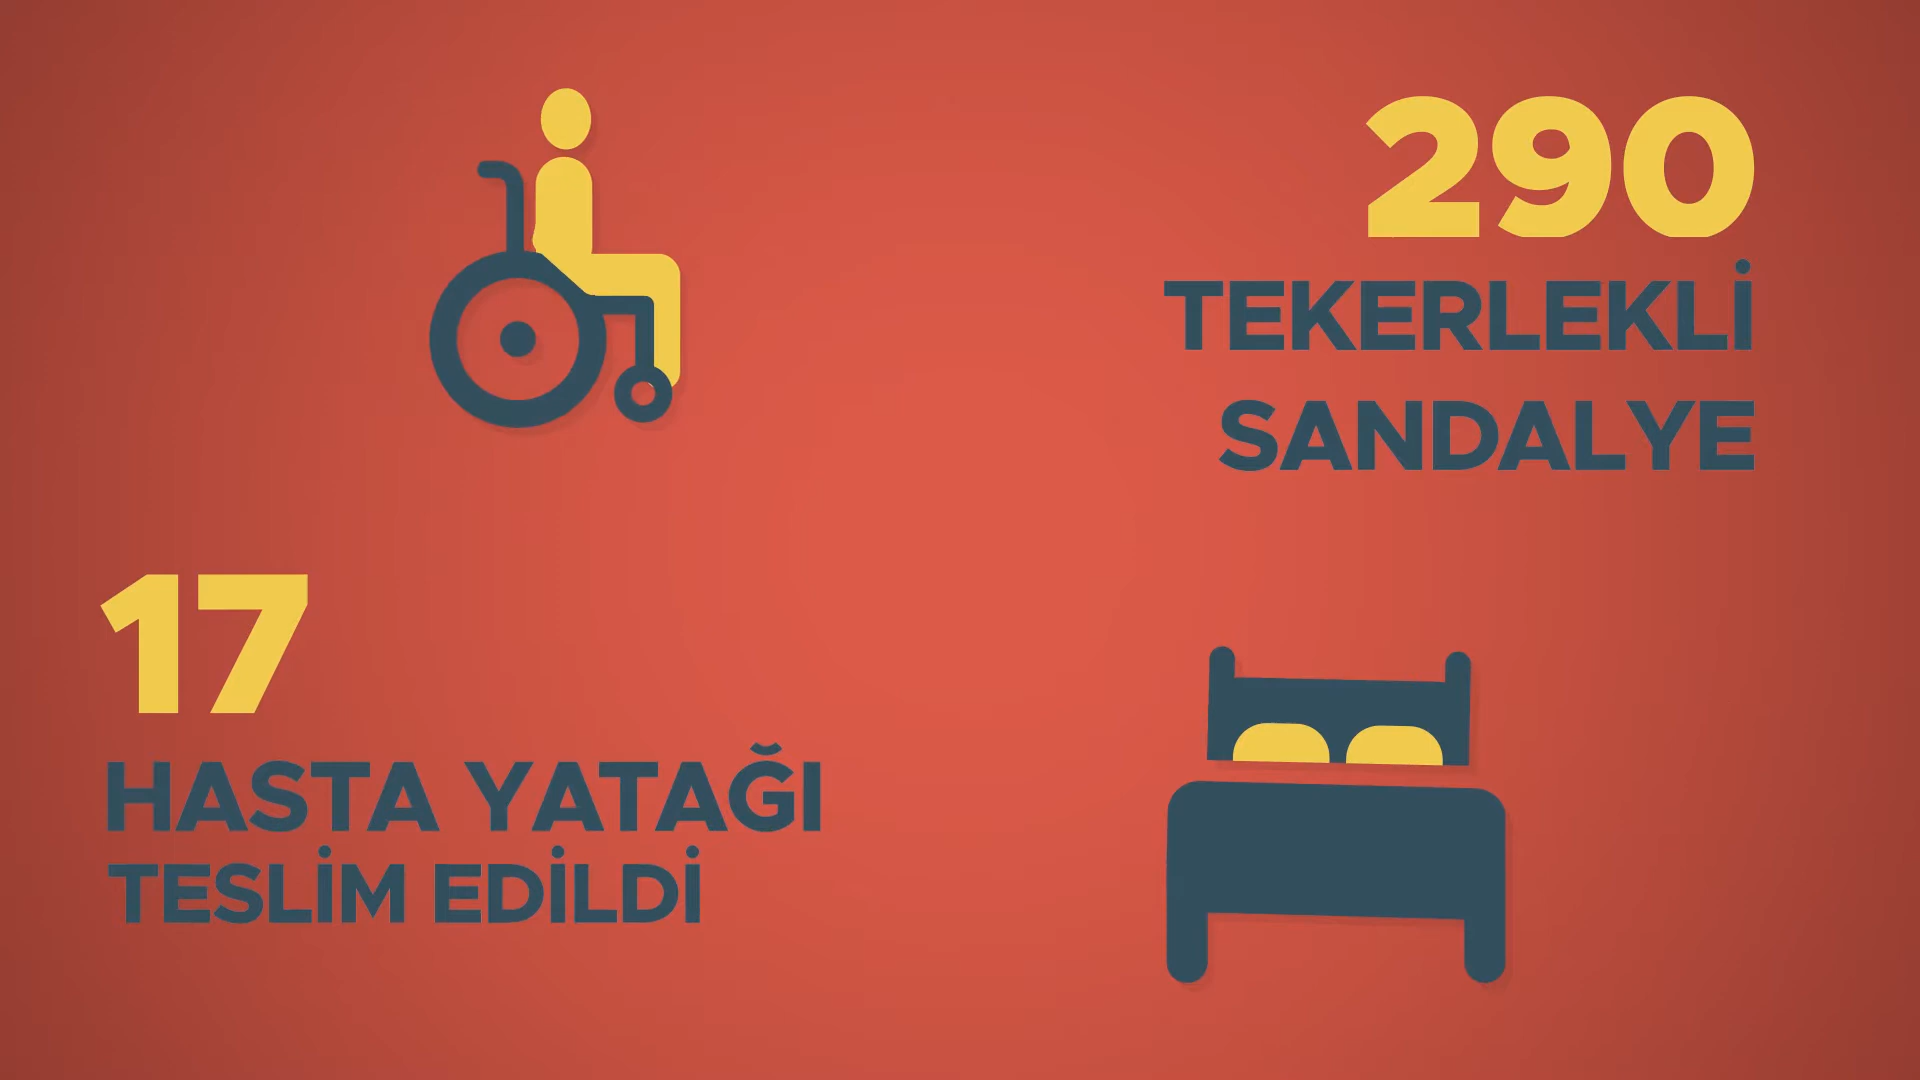 290
TEKERLEKLİ
SANDALYE
17
HASTA YATAĞI
TESLİM EDİLDİ